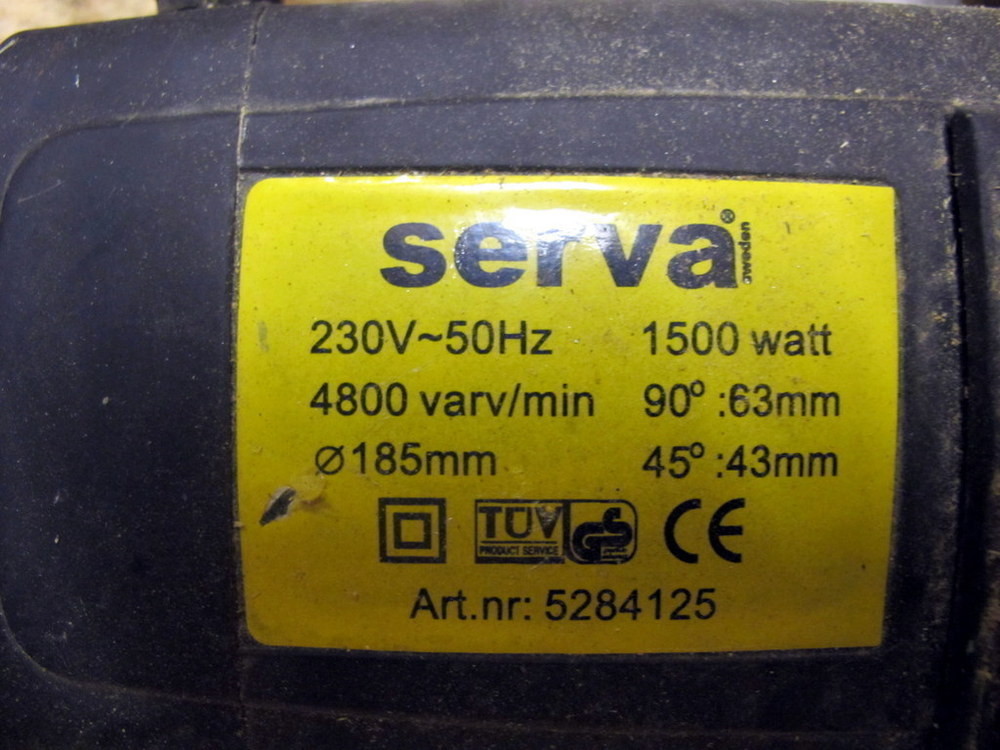 serva® sweden
230V~50Hz 1500 watt
4800 varv/min 90° :63mm
Ø185mm 45° :43mm
TÜV GS CE
PRODUCT SERVICE
Art.nr: 5284125